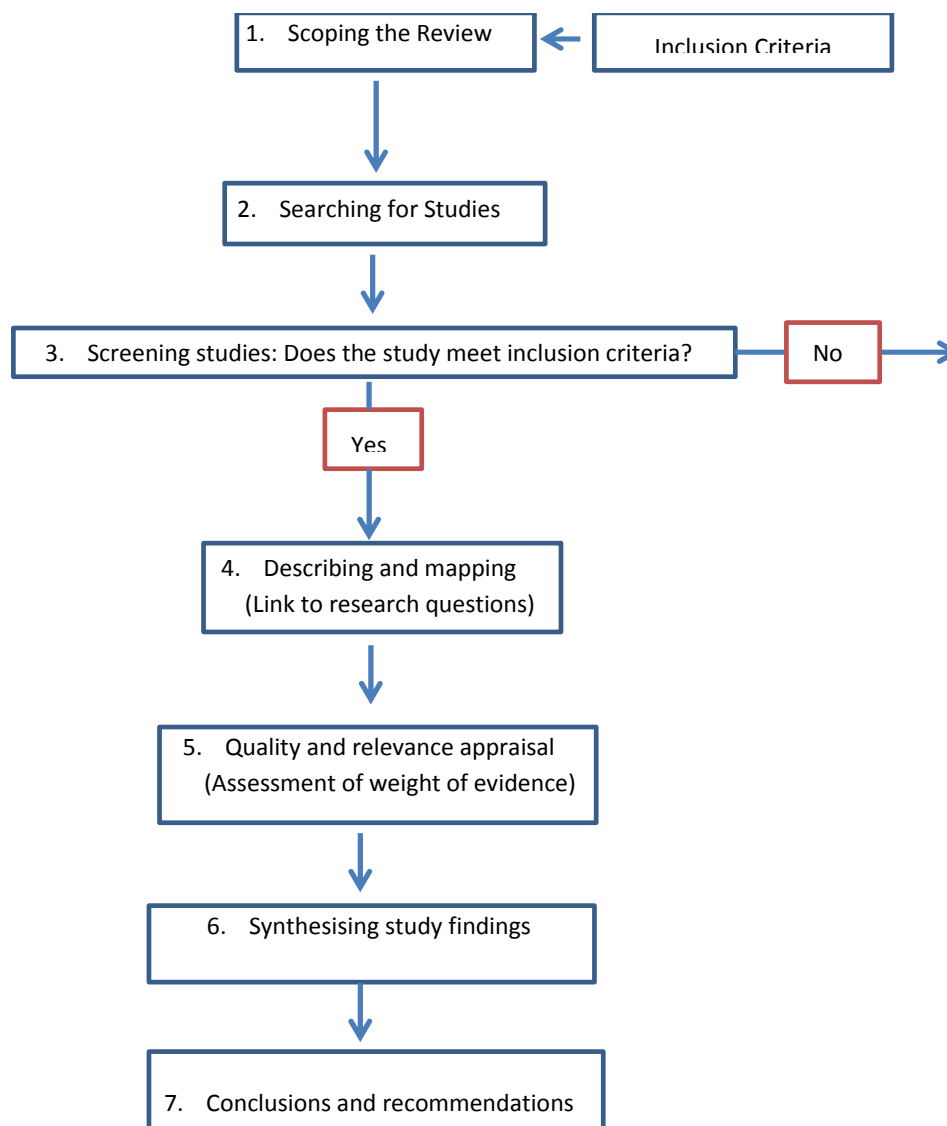 1. Scoping the Review
Inclusion Criteria
2. Searching for Studies
3. Screening studies: Does the study meet inclusion criteria?
No
Yes
4. Describing and mapping
(Link to research questions)
5. Quality and relevance appraisal
(Assessment of weight of evidence)
6. Synthesising study findings
7. Conclusions and recommendations